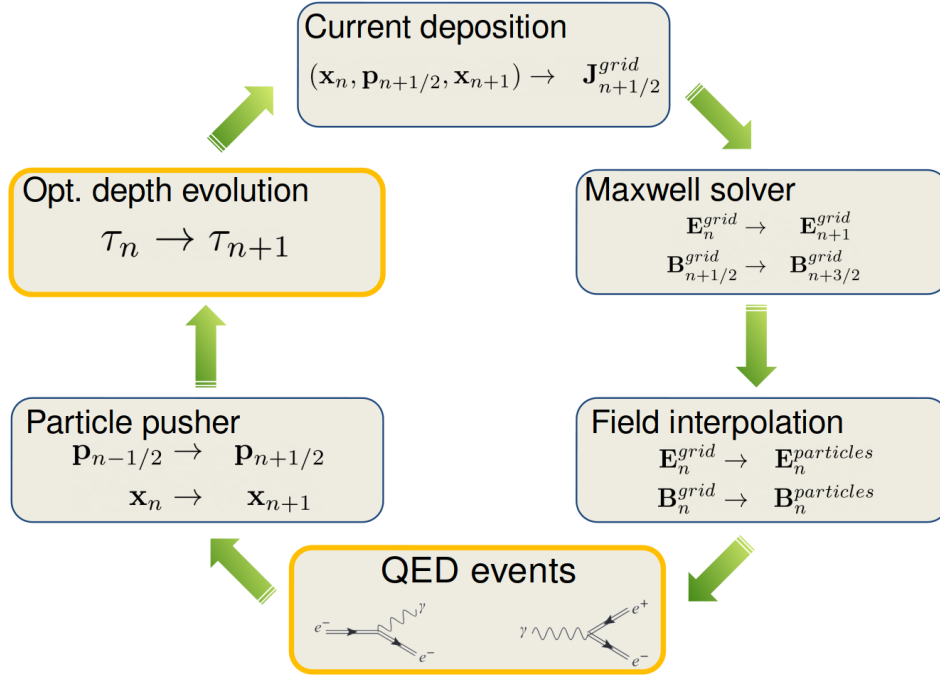 Current deposition
(x_n, p_{n+1/2}, x_{n+1}) → J^{grid}_{n+1/2}
Opt. depth evolution
τ_n → τ_{n+1}
Maxwell solver
E^{grid}_n → E^{grid}_{n+1}
B^{grid}_{n+1/2} → B^{grid}_{n+3/2}
Particle pusher
p_{n-1/2} → p_{n+1/2}
x_n → x_{n+1}
Field interpolation
E^{grid}_n → E^{particles}_n
B^{grid}_n → B^{particles}_n
QED events
e^- γ e^-
γ e^+ e^-